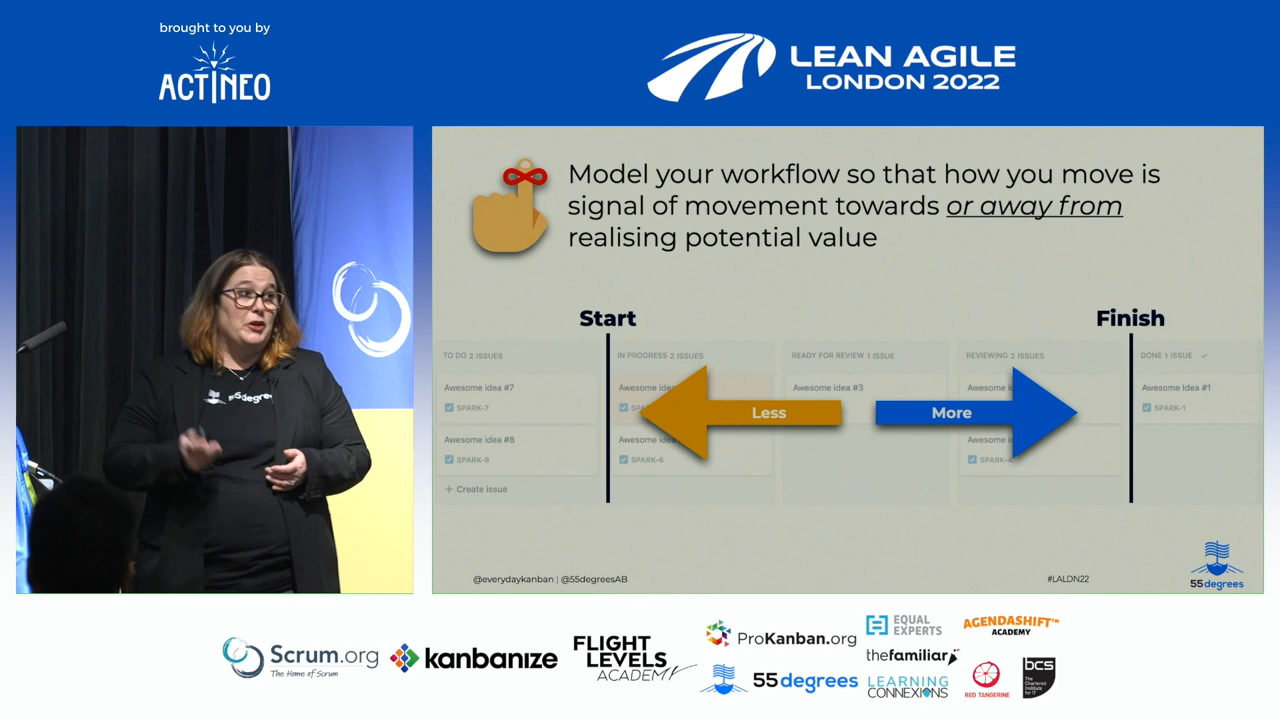 brought to you by
ACTINEO
LEAN AGILE
LONDON 2022
55degrees
Model your workflow so that how you move is
signal of movement towards or away from
realising potential value
Start
Finish
TO DO 2 ISSUES
IN PROGRESS 2 ISSUES
READY FOR REVIEW 1 ISSUE
REVIEWING 2 ISSUES
DONE 1 ISSUE
Awesome idea #7
Awesome idea
Awesome idea #3
Awesome Idea #1
SPARK-7
Less
More
SPARK-1
Awesome idea #8
Awesome idea
SPARK-8
SPARK-6
+ Create issue
@everydaykanban | @55degreesAB
#LALDN22
55degrees
Scrum.org
The Home of Scrum
kanbanize
FLIGHT
LEVELS
ACADEMY
ProKanban.org
55degrees
EQUAL
EXPERTS
AGENDASHIFT™
ACADEMY
thefamiliar
LEARNING
CONNEXIONS
RED TANGERINE
bcs
The
Chartered
Institute
for IT